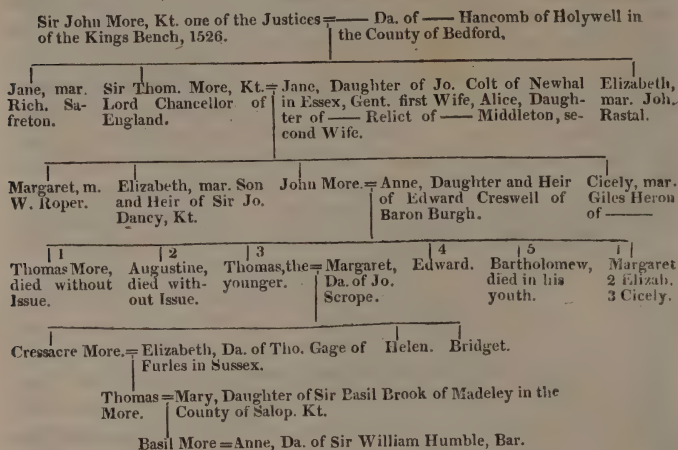 Sir John More, Kt. one of the Justices=—— Da. of —— Hancomb of Holywell in
of the Kings Bench, 1526. the County of Bedford.
Jane, mar. Sir Thom. More, Kt.= Jane, Daughter of Jo. Colt of Newhal Elizabeth,
Rich. Sa- Lord Chancellor of in Essex, Gent. first Wife, Alice, Daugh- mar. Joh.
freton. England. ter of —— Relict of —— Middleton, se- Rastal.
cond Wife.
Margaret, m. Elizabeth, mar. Son John More.= Anne, Daughter and Heir Cicely, mar.
W. Roper. and Heir of Sir Jo. of Edward Creswell of Giles Heron
Dancy, Kt. Baron Burgh. of ——
1 2 3 4 5 1
Thomas More, Augustine, Thomas, the= Margaret, Edward. Bartholomew, Margaret
died without died with- younger. Da. of Jo. died in his 2 Elizab.
Issue. out Issue. Scrope. youth. 3 Cicely.
Cressacre More.= Elizabeth, Da. of Tho. Gage of Helen. Bridget.
Furles in Sussex.
Thomas= Mary, Daughter of Sir Basil Brook of Madeley in the
More. County of Salop. Kt.
Basil More = Anne, Da. of Sir William Humble, Bar.